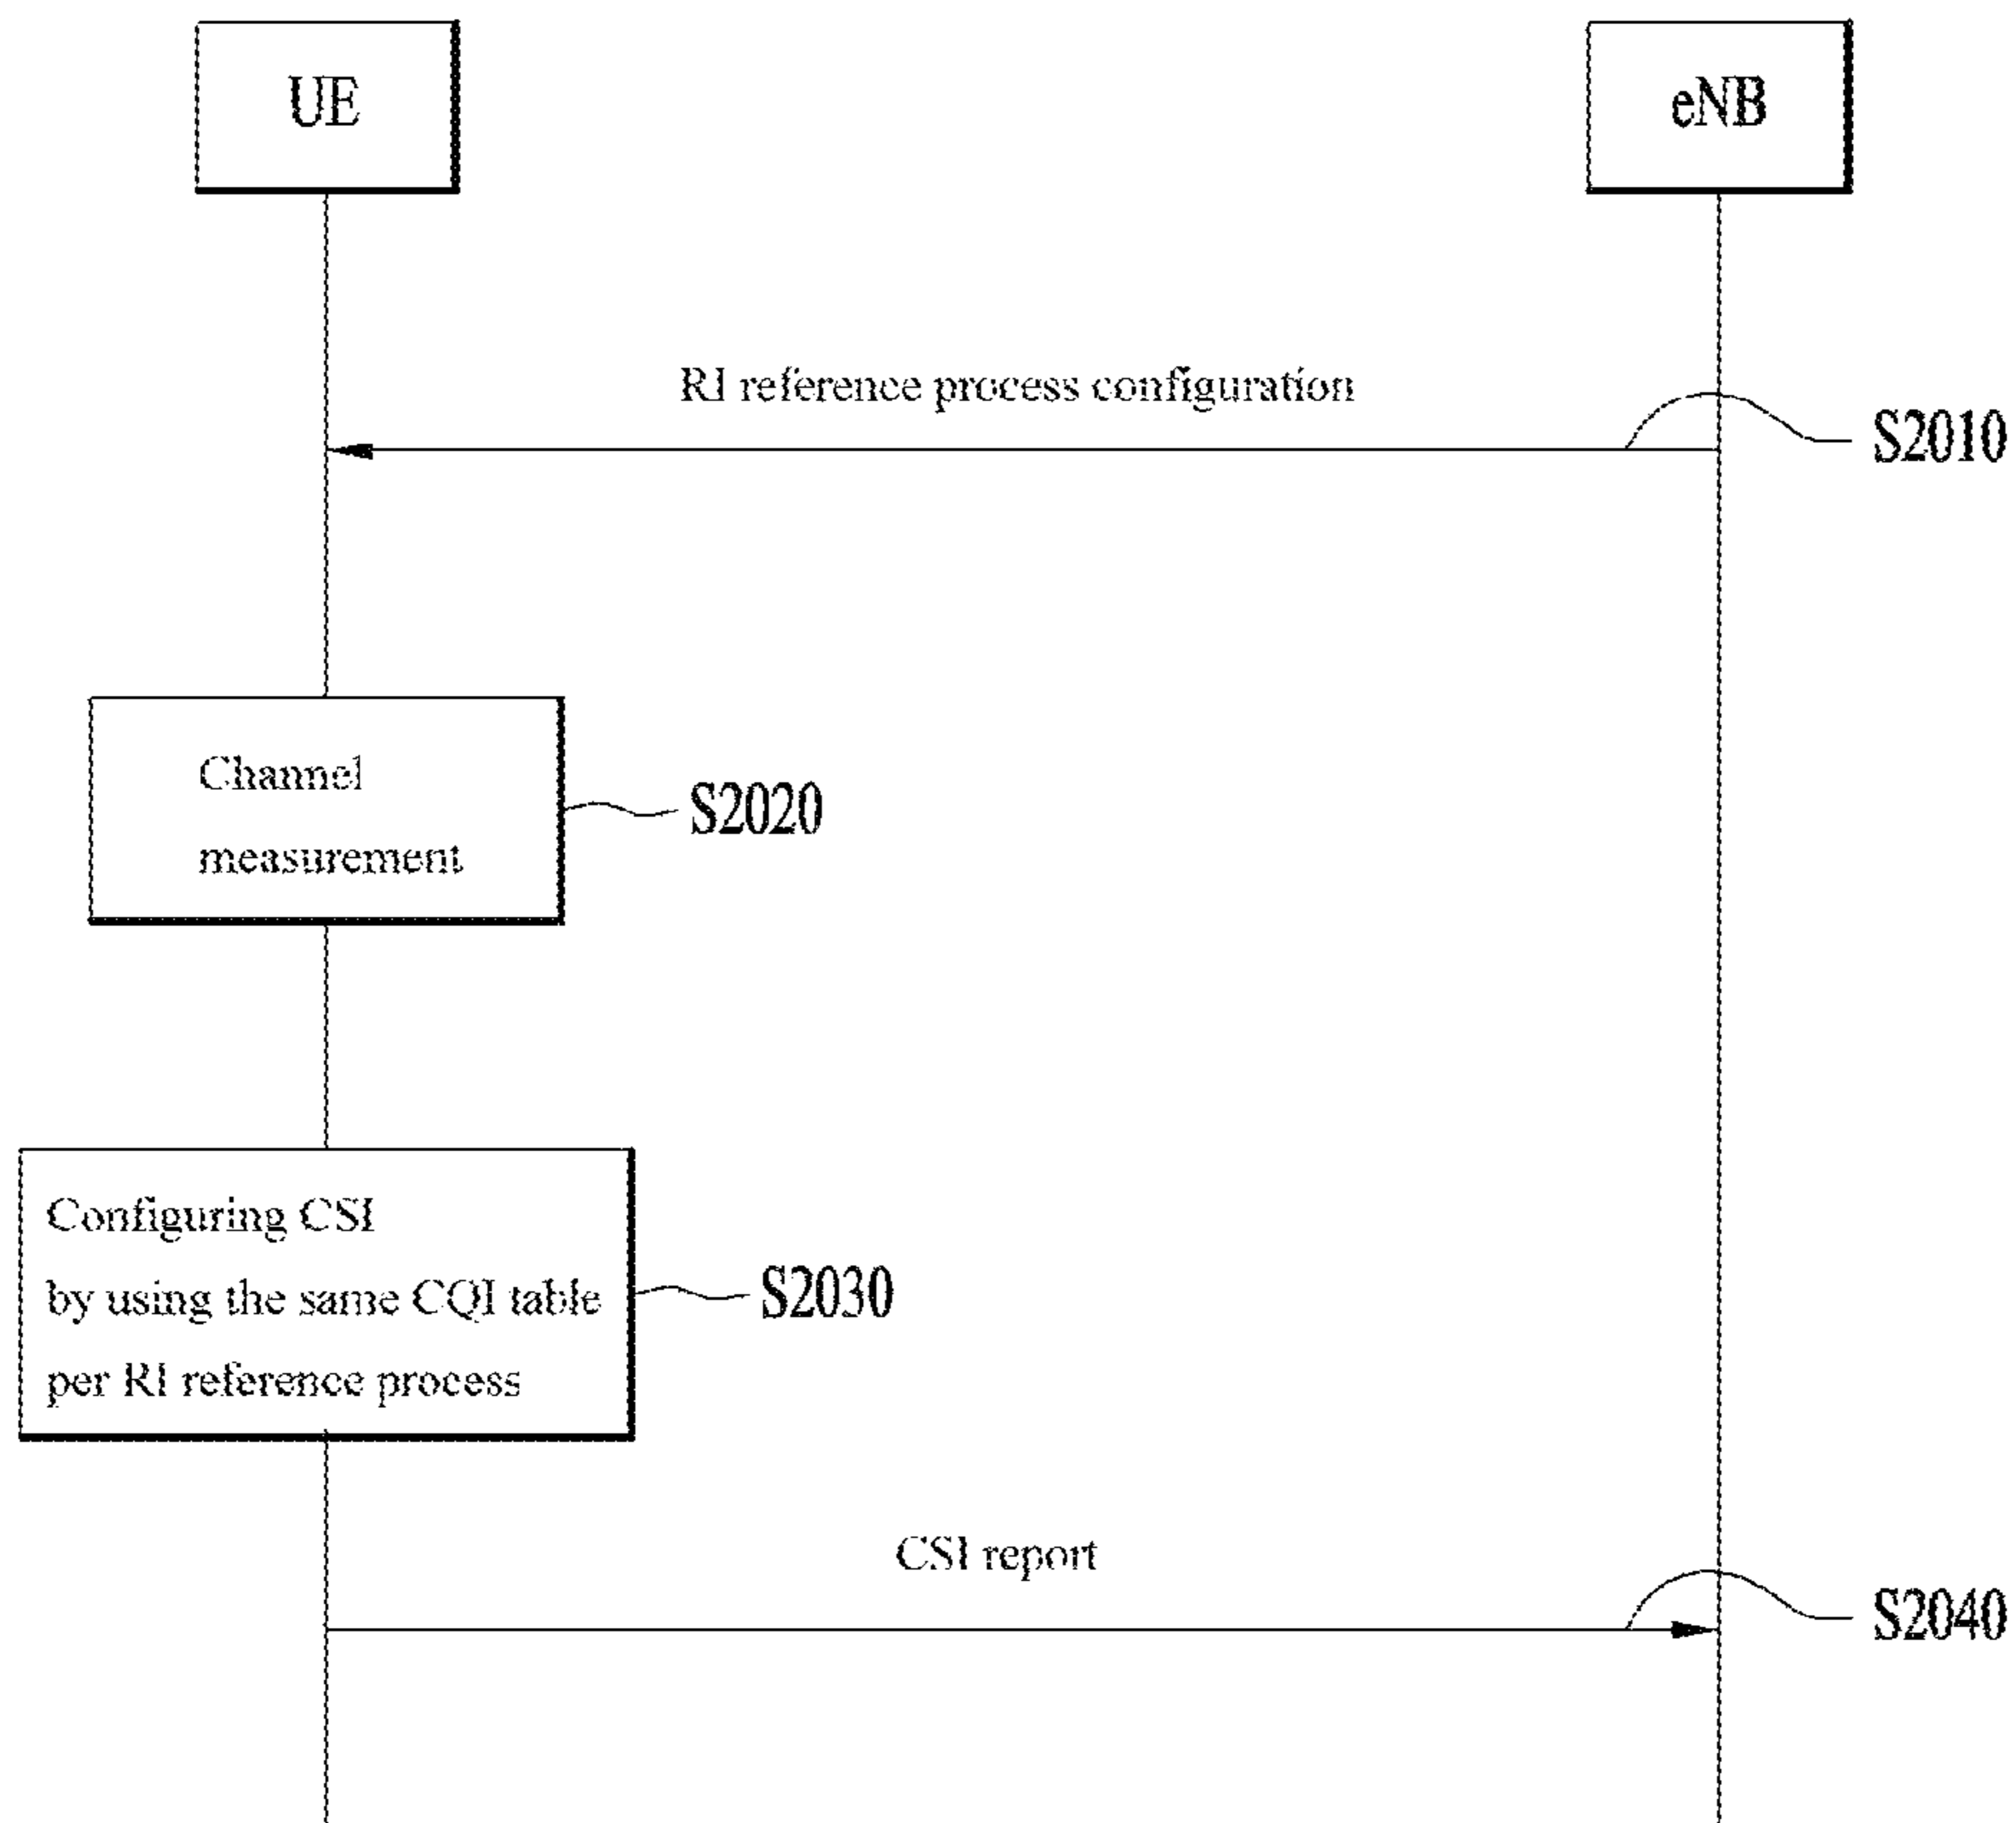 UE
eNB
RI reference process configuration
S2010
Channel
measurement
S2020
Configuring CSI
by using the same CQI table
per RI reference process
S2030
CSI report
S2040